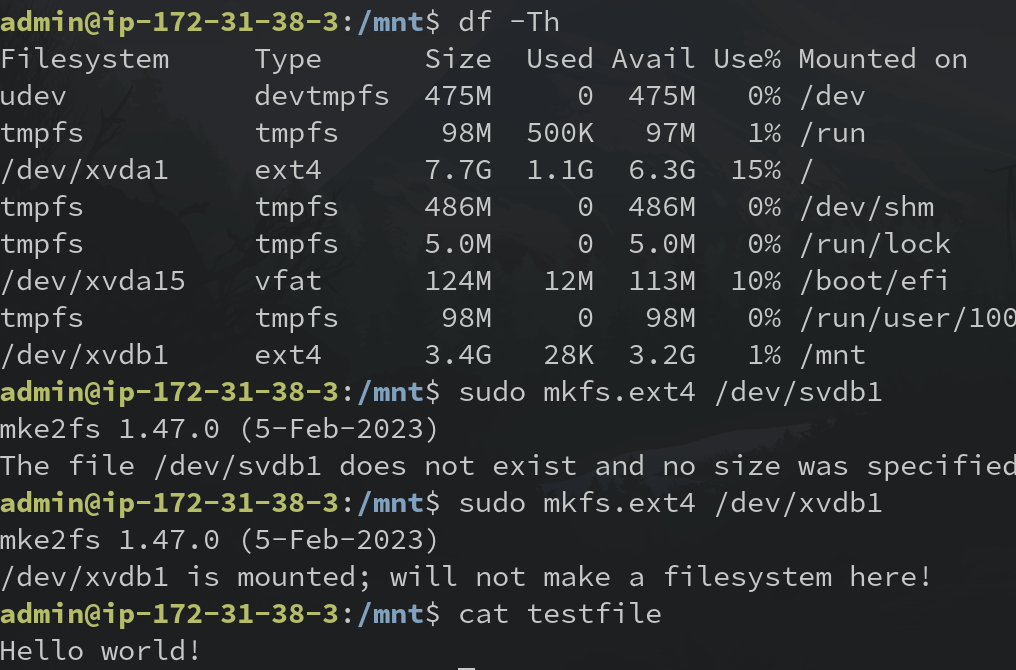 admin@ip-172-31-38-3:/mnt$ df -Th
Filesystem     Type      Size  Used Avail Use% Mounted on
udev           devtmpfs  475M     0  475M   0% /dev
tmpfs          tmpfs      98M  500K   97M   1% /run
/dev/xvda1     ext4      7.7G  1.1G  6.3G  15% /
tmpfs          tmpfs     486M     0  486M   0% /dev/shm
tmpfs          tmpfs     5.0M     0  5.0M   0% /run/lock
/dev/xvda15    vfat      124M   12M  113M  10% /boot/efi
tmpfs          tmpfs      98M     0   98M   0% /run/user/100
/dev/xvdb1     ext4      3.4G   28K  3.2G   1% /mnt
admin@ip-172-31-38-3:/mnt$ sudo mkfs.ext4 /dev/svdb1
mke2fs 1.47.0 (5-Feb-2023)
The file /dev/svdb1 does not exist and no size was specified
admin@ip-172-31-38-3:/mnt$ sudo mkfs.ext4 /dev/xvdb1
mke2fs 1.47.0 (5-Feb-2023)
/dev/xvdb1 is mounted; will not make a filesystem here!
admin@ip-172-31-38-3:/mnt$ cat testfile
Hello world!